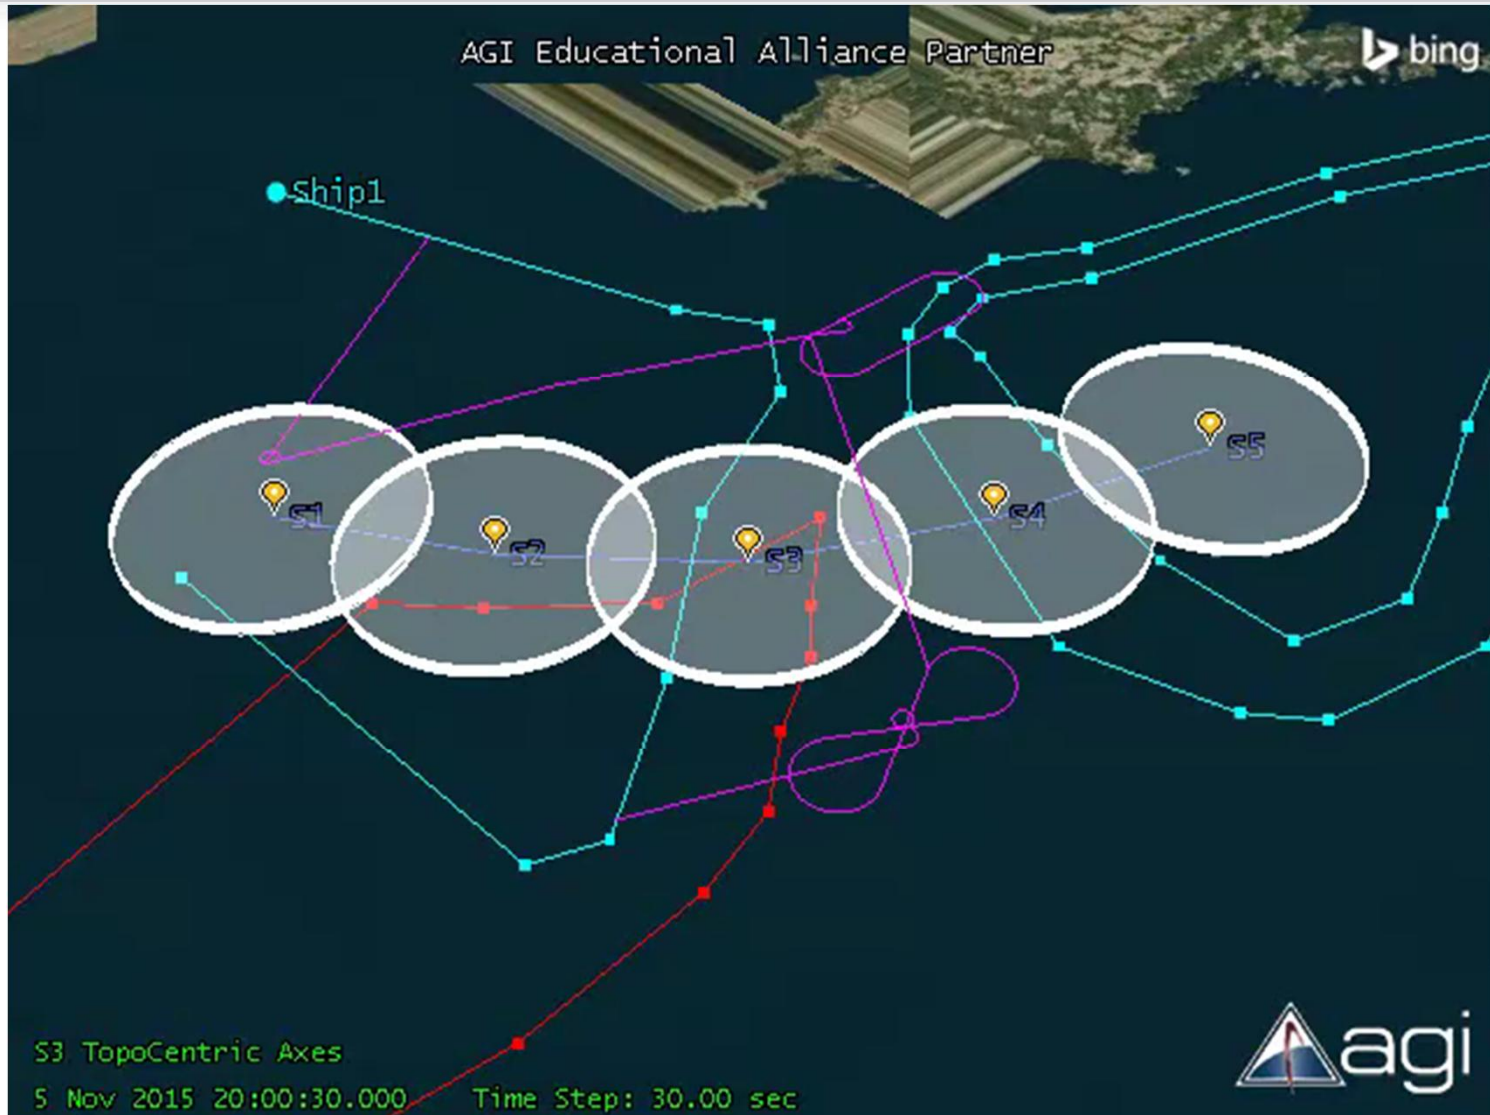 AGI Educational Alliance Partner
bing
Ship1
S5
S1
S4
S2
S3
S3 TopoCentric Axes
5 Nov 2015 20:00:30.000 Time Step: 30.00 sec
agi